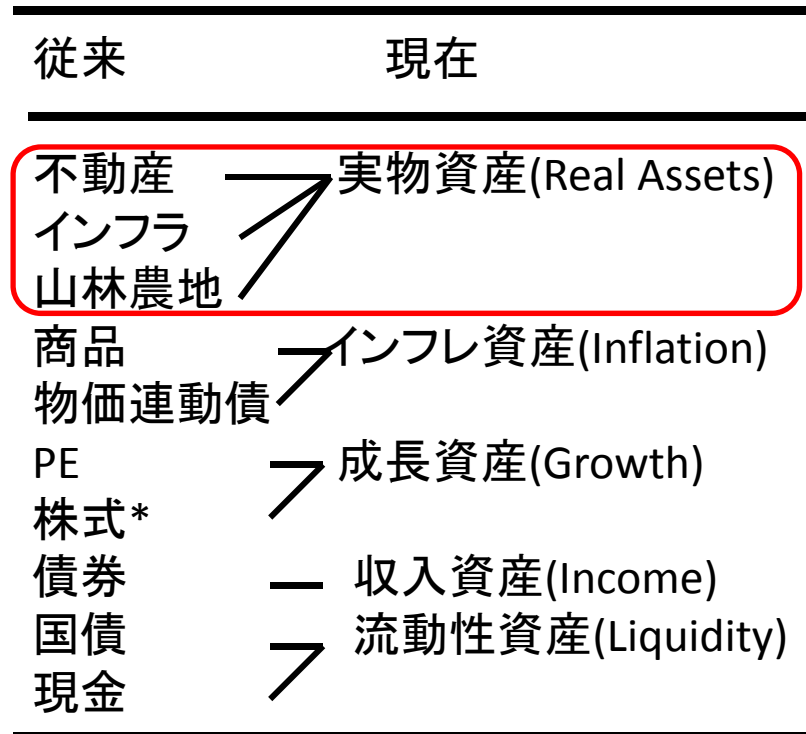 従来 現在
不動産 実物資産(Real Assets)
インフラ
山林農地
商品 インフレ資産(Inflation)
物価連動債
PE 成長資産(Growth)
株式*
債券 収入資産(Income)
国債 流動性資産(Liquidity)
現金